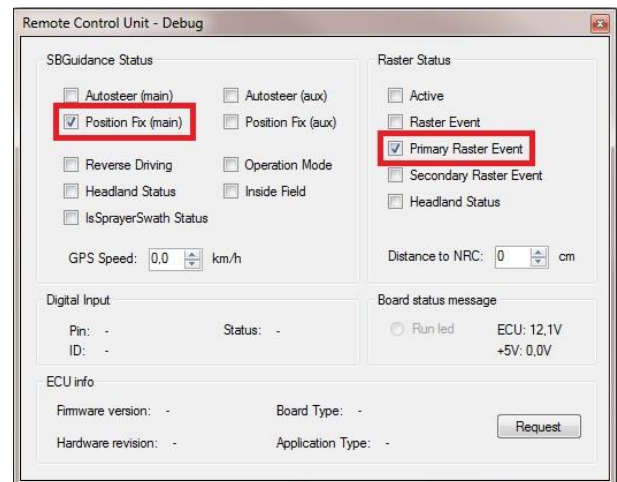 Remote Control Unit - Debug
SBGuidance Status
Autosteer (main)
Autosteer (aux)
Position Fix (main)
Position Fix (aux)
Reverse Driving
Operation Mode
Headland Status
Inside Field
IsSprayerSwath Status
GPS Speed: 0,0 km/h
Raster Status
Active
Raster Event
Primary Raster Event
Secondary Raster Event
Headland Status
Distance to NRC: 0 cm
Digital Input
Pin: -
Status: -
ID: -
Board status message
Run led
ECU: 12,1V
+5V: 0,0V
ECU info
Firmware version: -
Board Type: -
Hardware revision: -
Application Type: -
Request